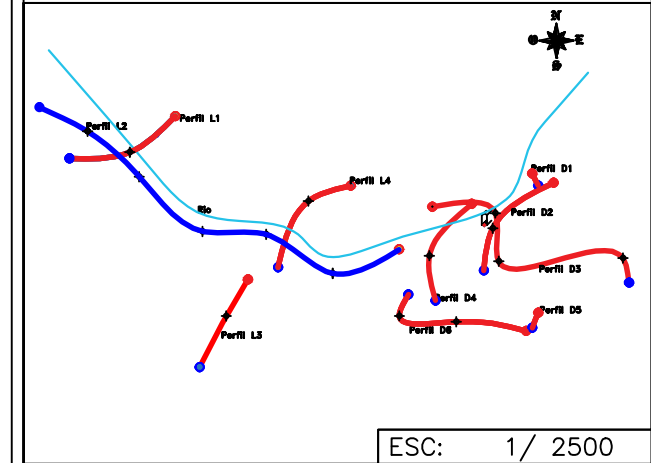 N
O E
S
Perfil L1
Perfil L2
Perfil D1
Perfil L4
Rio
Perfil D2
Perfil D3
Perfil D4
Perfil D5
Perfil D6
Perfil L3
ESC: 1/ 2500